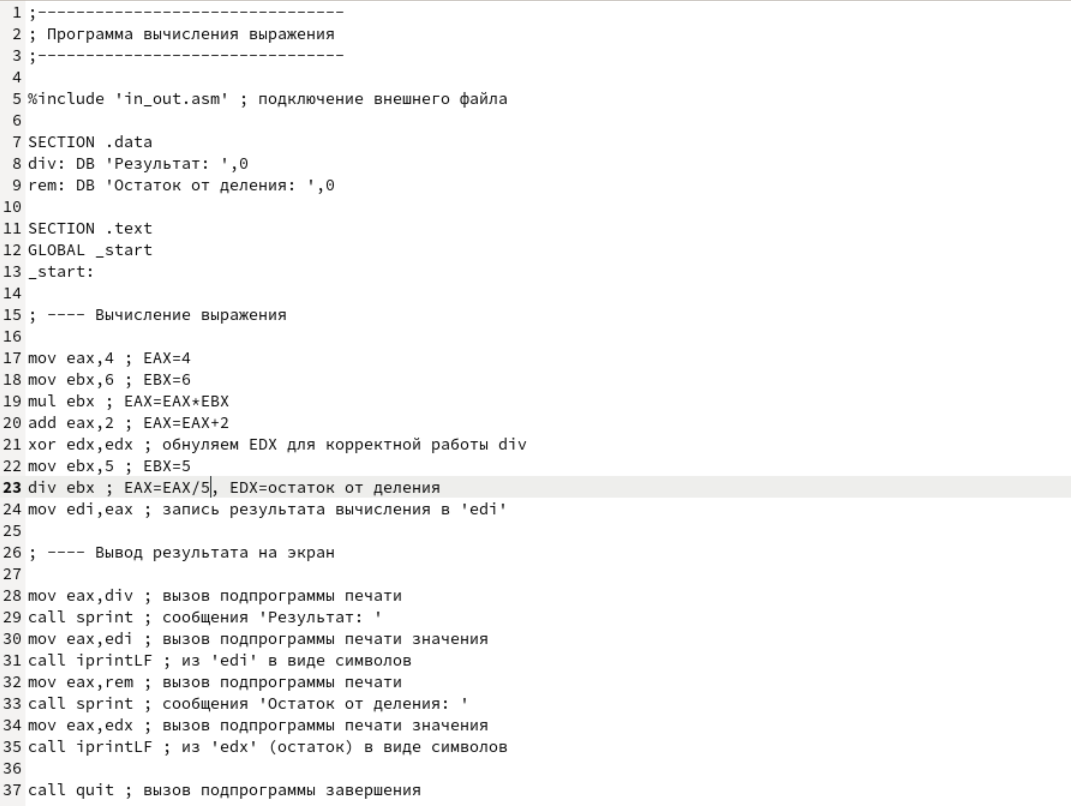 1 ;--------------------------------
2 ; Программа вычисления выражения
3 ;--------------------------------
4
5 %include 'in_out.asm' ; подключение внешнего файла
6
7 SECTION .data
8 div: DB 'Результат: ',0
9 rem: DB 'Остаток от деления: ',0
10
11 SECTION .text
12 GLOBAL _start
13 _start:
14
15 ; ---- Вычисление выражения
16
17 mov eax,4 ; EAX=4
18 mov ebx,6 ; EBX=6
19 mul ebx ; EAX=EAX*EBX
20 add eax,2 ; EAX=EAX+2
21 xor edx,edx ; обнуляем EDX для корректной работы div
22 mov ebx,5 ; EBX=5
23 div ebx ; EAX=EAX/5, EDX=остаток от деления
24 mov edi,eax ; запись результата вычисления в 'edi'
25
26 ; ---- Вывод результата на экран
27
28 mov eax,div ; вызов подпрограммы печати
29 call sprint ; сообщения 'Результат: '
30 mov eax,edi ; вызов подпрограммы печати значения
31 call iprintLF ; из 'edi' в виде символов
32 mov eax,rem ; вызов подпрограммы печати
33 call sprint ; сообщения 'Остаток от деления: '
34 mov eax,edx ; вызов подпрограммы печати значения
35 call iprintLF ; из 'edx' (остаток) в виде символов
36
37 call quit ; вызов подпрограммы завершения